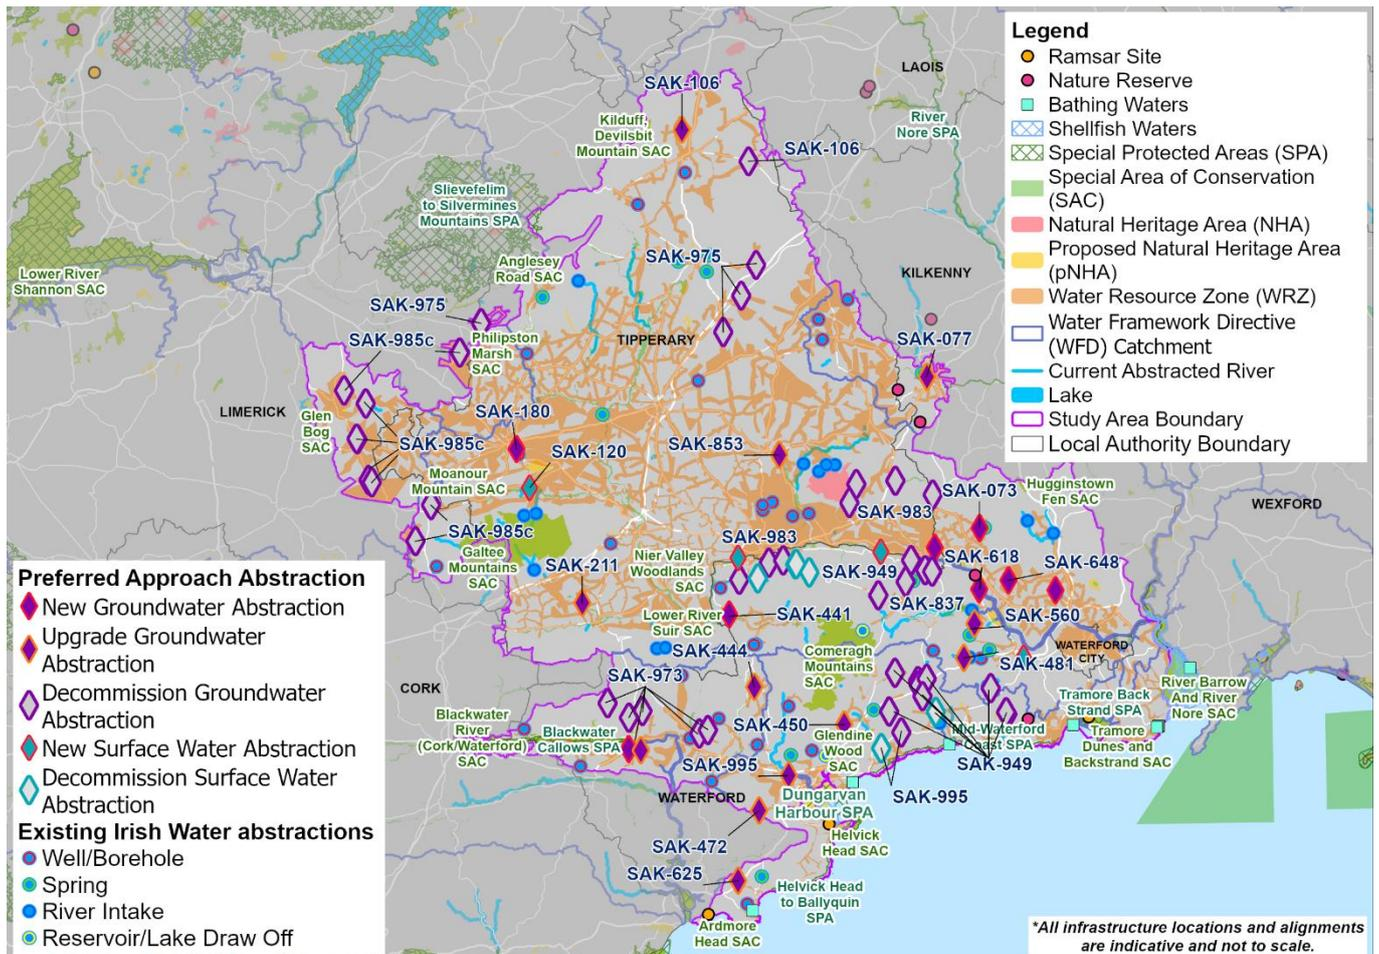 Legend
Ramsar Site
Nature Reserve
Bathing Waters
Shellfish Waters
Special Protected Areas (SPA)
Special Area of Conservation
(SAC)
Natural Heritage Area (NHA)
Proposed Natural Heritage Area
(pNHA)
Water Resource Zone (WRZ)
Water Framework Directive
(WFD) Catchment
Current Abstracted River
Lake
Study Area Boundary
Local Authority Boundary
LAOIS
River
Nore SPA
SAK-106
Kilduff,
Devilsbit
Mountain SAC
SAK-106
Slievefelim
to Silvermines
Mountains SPA
Lower River
Shannon SAC
Anglesey
Road SAC
SAK-975
KILKENNY
SAK-975
SAK-985c
Philipston
Marsh
SAC
TIPPERARY
SAK-077
LIMERICK
Glen
Bog
SAC
SAK-180
SAK-985c
SAK-120
SAK-853
Moanour
Mountain SAC
SAK-073
Hugginstown
Fen SAC
WEXFORD
SAK-983
SAK-985c
Galtee
Mountains
SAC
SAK-983
Nier Valley
Woodlands
SAC
SAK-211
SAK-949
SAK-618
SAK-648
SAK-837
SAK-560
Lower River
Suir SAC
SAK-441
SAK-444
Comeragh
Mountains
SAC
WATERFORD
CITY
SAK-481
SAK-973
CORK
River Barrow
And River
Nore SAC
Tramore Back
Strand SPA
Blackwater
River
(Cork/Waterford)
SAC
Blackwater
Callows SPA
SAK-450
Glendine
Wood
SAC
Mid-Waterford
Coast SPA
Tramore
Dunes and
Backstrand SAC
SAK-949
SAK-995
SAK-995
WATERFORD
Dungarvan
Harbour SPA
Helvick
Head SAC
SAK-472
SAK-625
Helvick Head
to Ballyquin
SPA
Ardmore
Head SAC
Preferred Approach Abstraction
New Groundwater Abstraction
Upgrade Groundwater
Abstraction
Decommission Groundwater
Abstraction
New Surface Water Abstraction
Decommission Surface Water
Abstraction
Existing Irish Water abstractions
Well/Borehole
Spring
River Intake
Reservoir/Lake Draw Off
*All infrastructure locations and alignments
are indicative and not to scale.